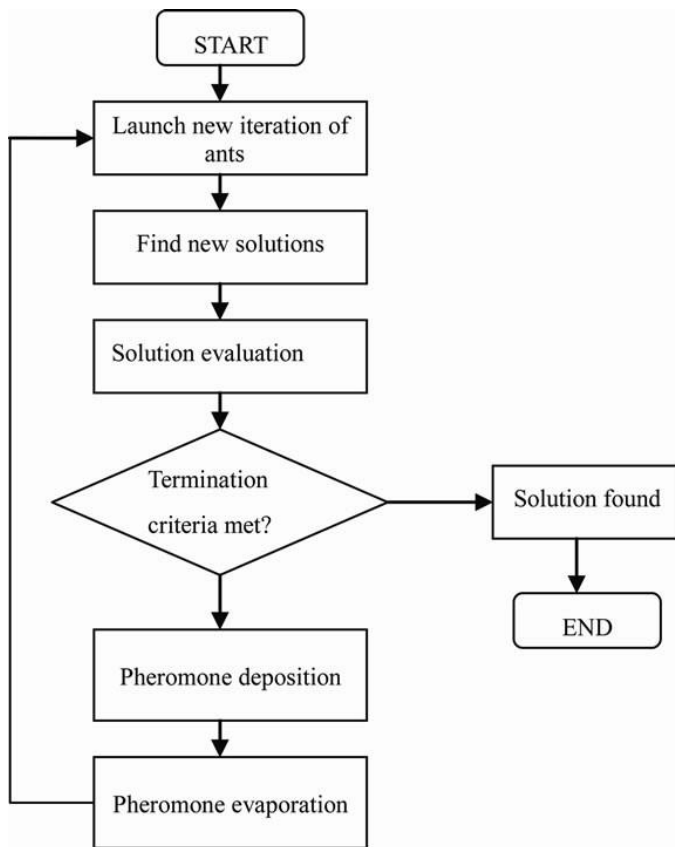 START
Launch new iteration of
ants
Find new solutions
Solution evaluation
Termination
criteria met?
Solution found
END
Pheromone deposition
Pheromone evaporation